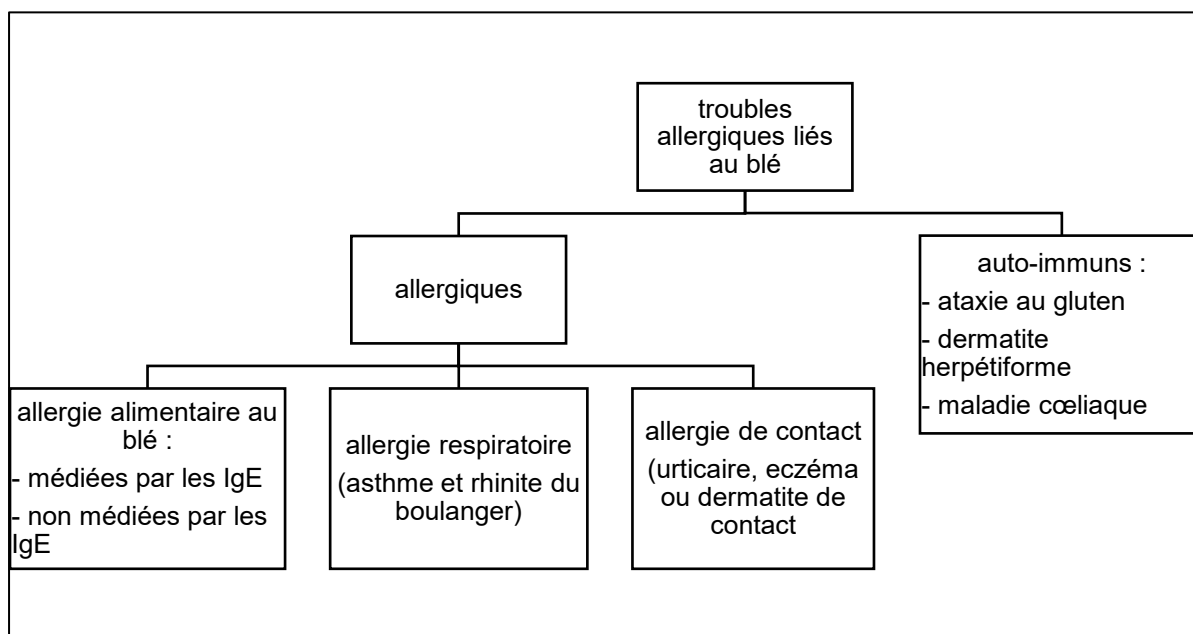 troubles
allergiques liés
au blé
allergiques
auto-immuns :
- ataxie au gluten
- dermatite
herpétiforme
- maladie cœliaque
allergie alimentaire au
blé :
- médiées par les IgE
- non médiées par les
IgE
allergie respiratoire
(asthme et rhinite du
boulanger)
allergie de contact
(urticaire, eczéma
ou dermatite de
contact